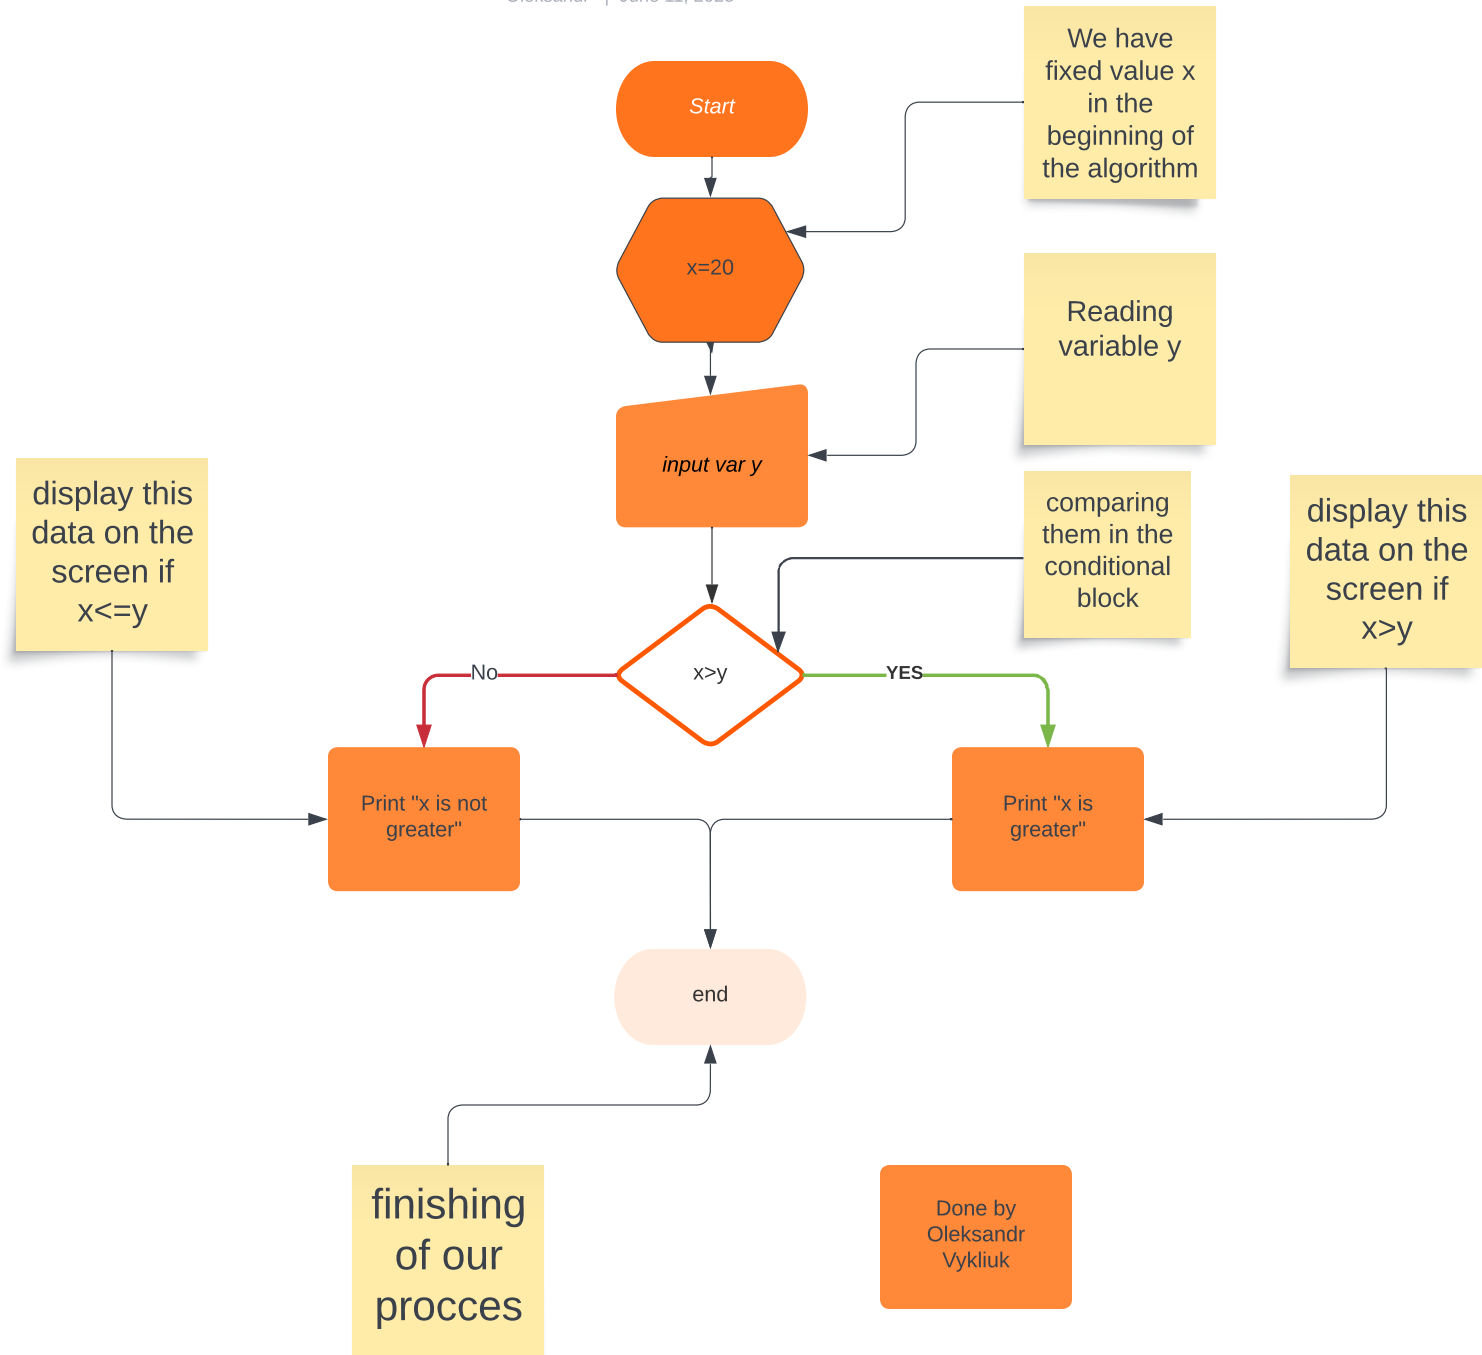 Start
We have
fixed value x
in the
beginning of
the algorithm
x=20
Reading
variable y
input var y
display this
data on the
screen if
x<=y
comparing
them in the
conditional
block
display this
data on the
screen if
x>y
No
x>y
YES
Print "x is not
greater"
Print "x is
greater"
end
finishing
of our
procces
Done by
Oleksandr
Vykliuk